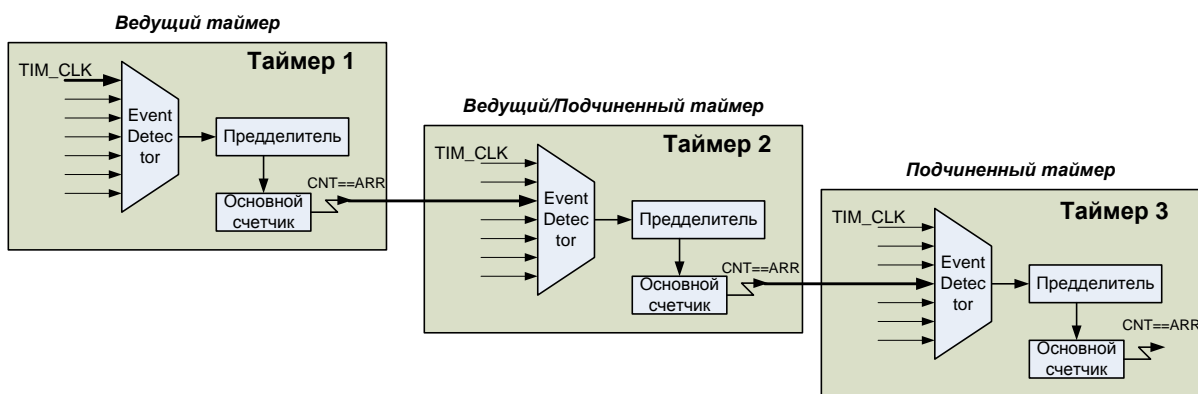 Ведущий таймер
Таймер 1
TIM_CLK
Event
Detec
tor
Предделитель
Основной
счетчик
CNT==ARR
Ведущий/Подчиненный таймер
Таймер 2
TIM_CLK
Event
Detec
tor
Предделитель
Основной
счетчик
CNT==ARR
Подчиненный таймер
Таймер 3
TIM_CLK
Event
Detec
tor
Предделитель
Основной
счетчик
CNT==ARR